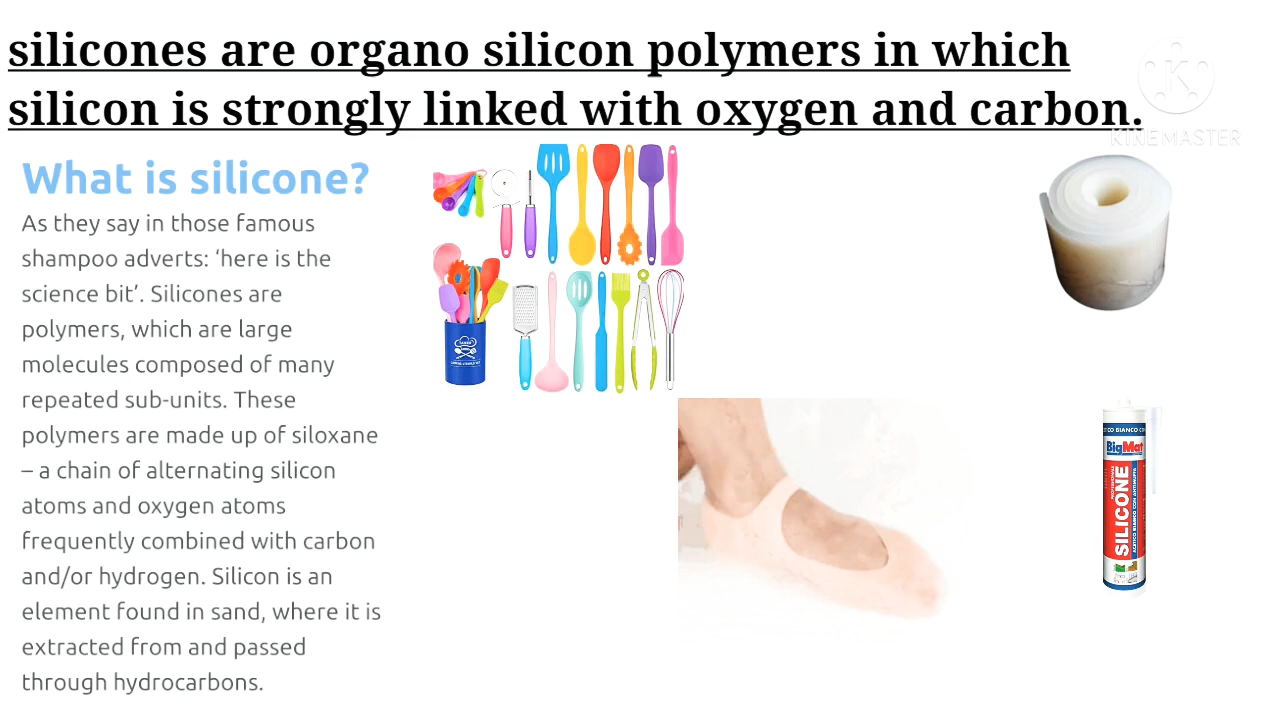 silicones are organo silicon polymers in which
silicon is strongly linked with oxygen and carbon.
K
KINEMASTER
What is silicone?
As they say in those famous
shampoo adverts: ‘here is the
science bit’. Silicones are
polymers, which are large
molecules composed of many
repeated sub-units. These
polymers are made up of siloxane
– a chain of alternating silicon
atoms and oxygen atoms
frequently combined with carbon
and/or hydrogen. Silicon is an
element found in sand, where it is
extracted from and passed
through hydrocarbons.
BigMat
SILICONE
ACETICO BIANCO CON ANTIMUFFA